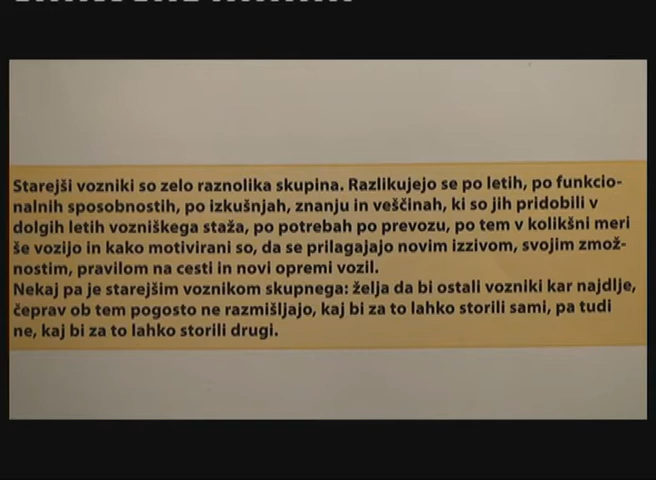 Starejši vozniki so zelo raznolika skupina. Razlikujejo se po letih, po funkcio-
nalnih sposobnostih, po izkušnjah, znanju in veščinah, ki so jih pridobili v
dolgih letih vozniškega staža, po potrebah po prevozu, po tem v kolikšni meri
še vozijo in kako motivirani so, da se prilagajajo novim izzivom, svojim zmož-
nostim, pravilom na cesti in novi opremi vozil.
Nekaj pa je starejšim voznikom skupnega: želja da bi ostali vozniki kar najdlje,
čeprav ob tem pogosto ne razmišljajo, kaj bi za to lahko storili sami, pa tudi
ne, kaj bi za to lahko storili drugi.